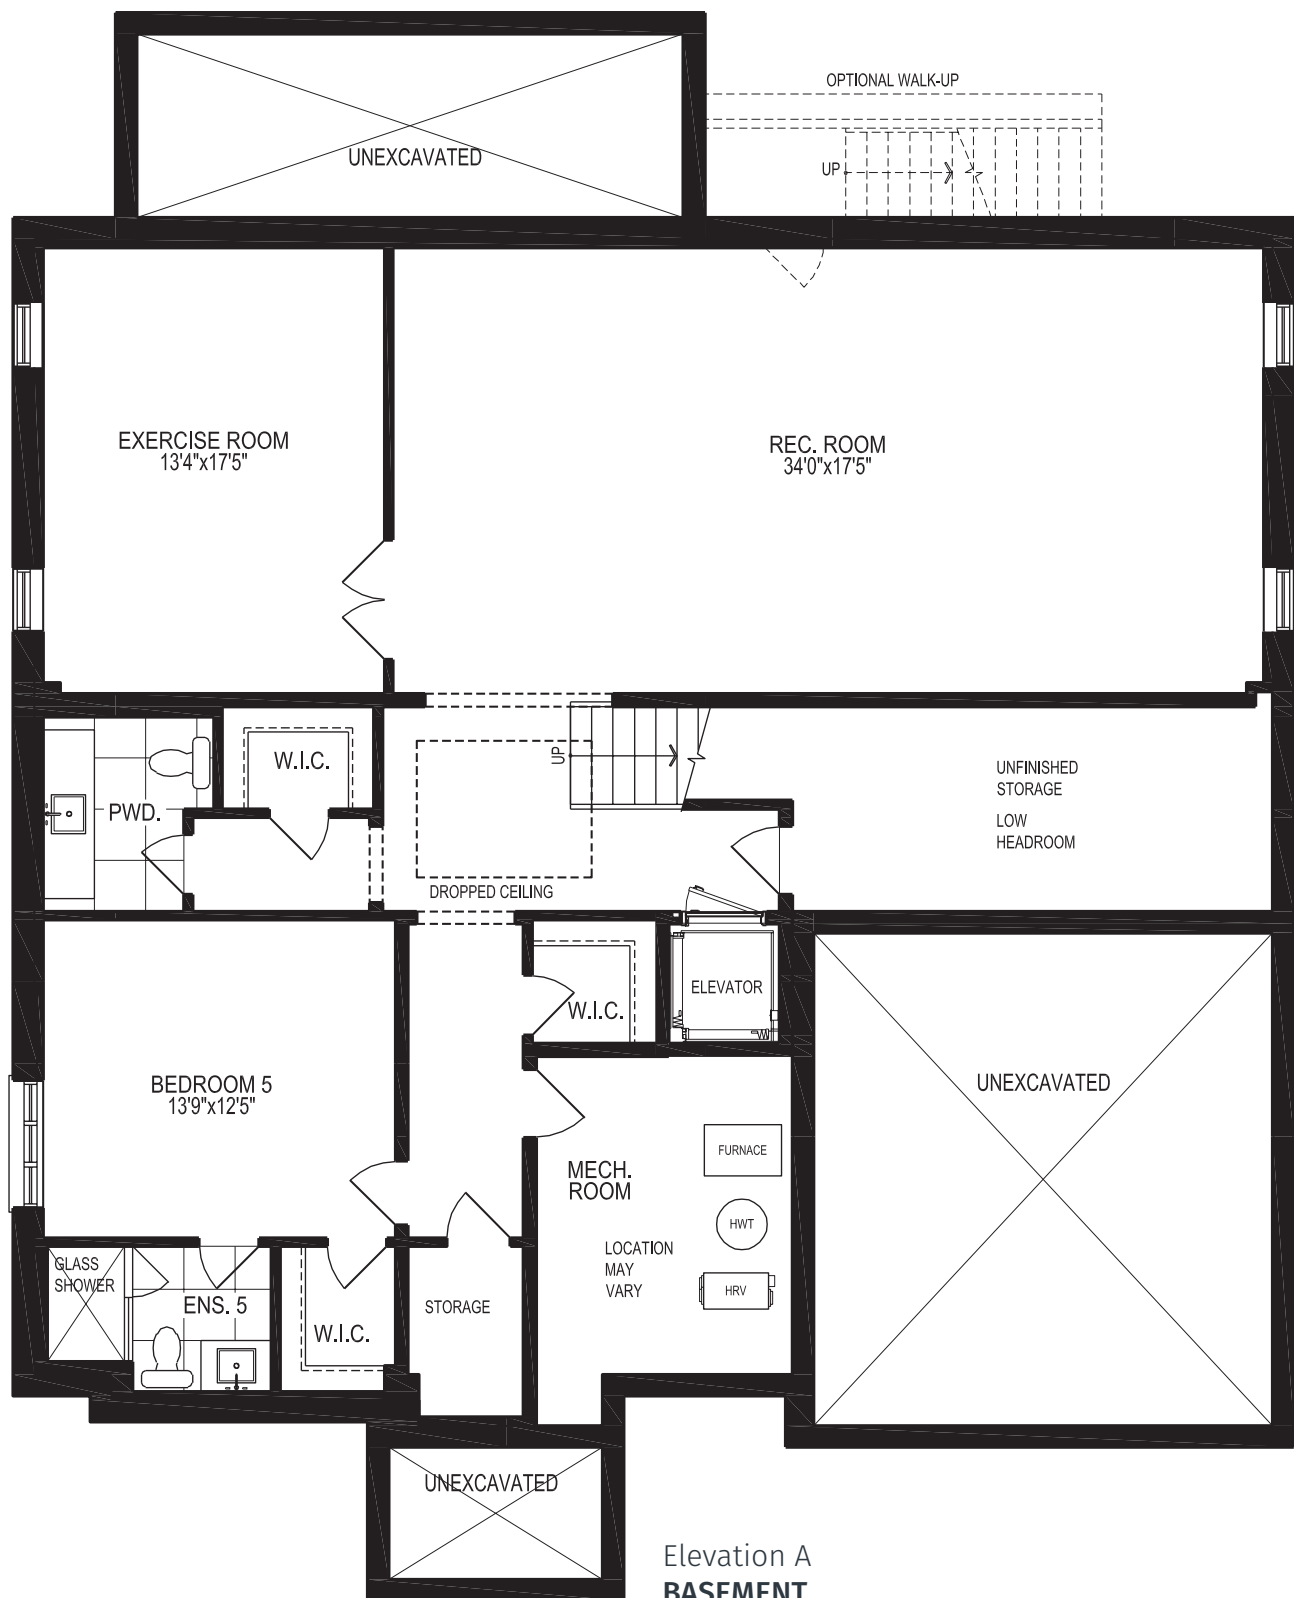 OPTIONAL WALK-UP
UNEXCAVATED
UP
EXERCISE ROOM
13'4"x17'5"
REC. ROOM
34'0"x17'5"
W.I.C.
UP
PWD.
UNFINISHED
STORAGE
LOW
HEADROOM
DROPPED CEILING
ELEVATOR
W.I.C.
BEDROOM 5
13'9"x12'5"
UNEXCAVATED
FURNACE
MECH.
ROOM
HWT
LOCATION
MAY
VARY
HRV
GLASS
SHOWER
ENS. 5
STORAGE
W.I.C.
UNEXCAVATED
Elevation A
BASEMENT